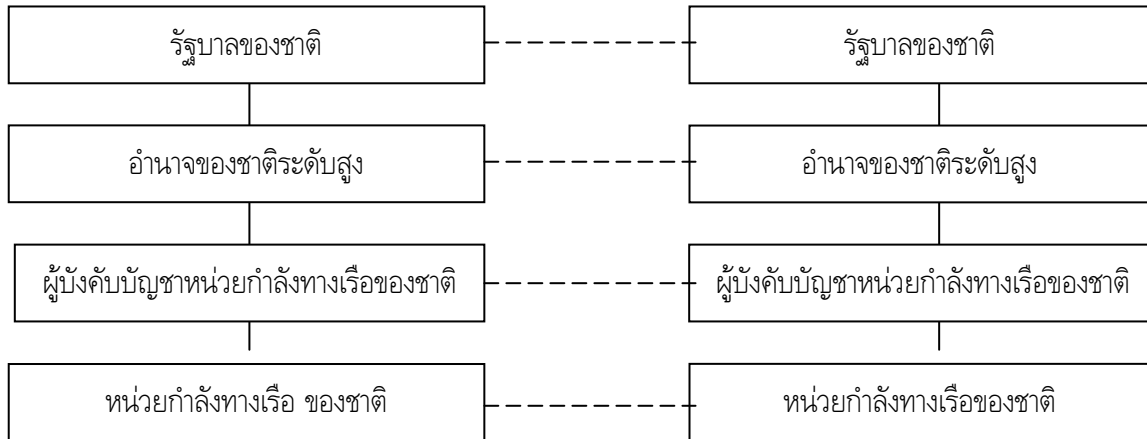 รัฐบาลของชาติ
รัฐบาลของชาติ
อำนาจของชาติระดับสูง
อำนาจของชาติระดับสูง
ผู้บังคับบัญชาหน่วยกำลังทางเรือของชาติ
ผู้บังคับบัญชาหน่วยกำลังทางเรือของชาติ
หน่วยกำลังทางเรือ ของชาติ
หน่วยกำลังทางเรือของชาติ